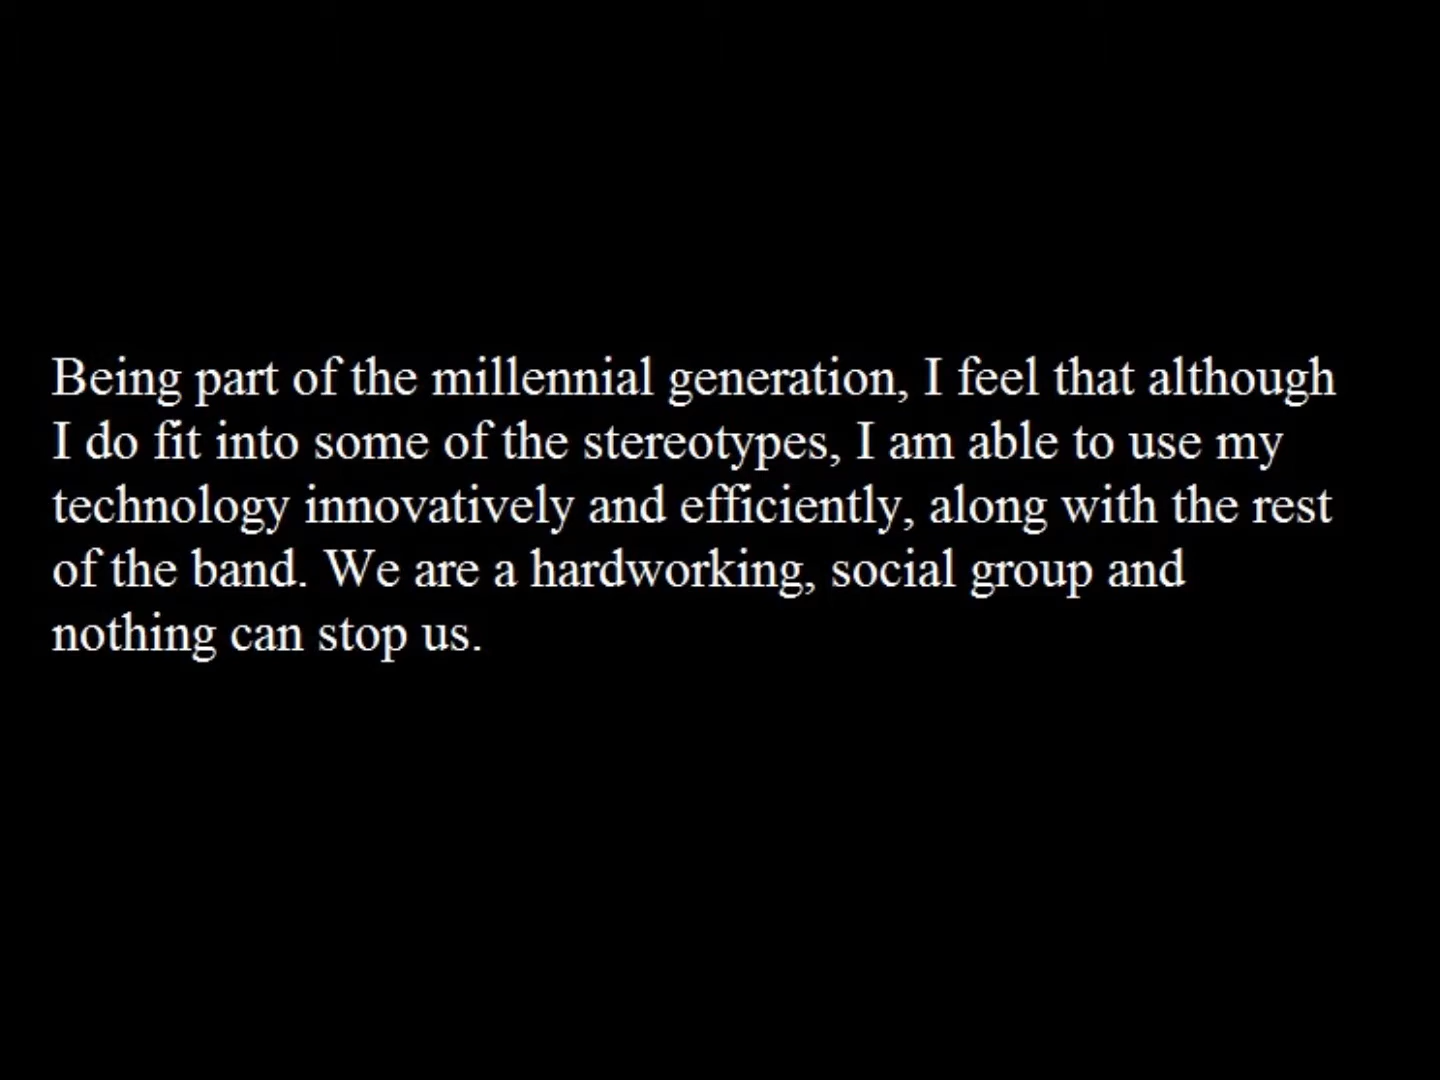 Being part of the millennial generation, I feel that although
I do fit into some of the stereotypes, I am able to use my
technology innovatively and efficiently, along with the rest
of the band. We are a hardworking, social group and
nothing can stop us.